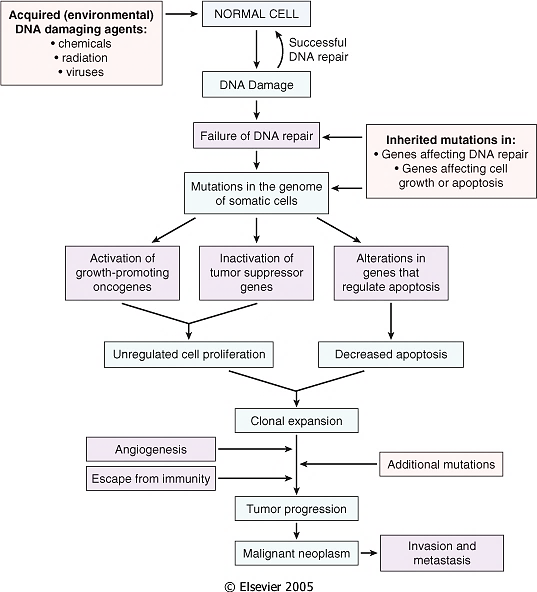 Acquired (environmental)
DNA damaging agents:
• chemicals
• radiation
• viruses
NORMAL CELL
Successful
DNA repair
DNA Damage
Failure of DNA repair
Inherited mutations in:
• Genes affecting DNA repair
• Genes affecting cell
growth or apoptosis
Mutations in the genome
of somatic cells
Activation of
growth-promoting
oncogenes
Inactivation of
tumor suppressor
genes
Alterations in
genes that
regulate apoptosis
Unregulated cell proliferation
Decreased apoptosis
Clonal expansion
Angiogenesis
Escape from immunity
Additional mutations
Tumor progression
Malignant neoplasm
Invasion and
metastasis
© Elsevier 2005